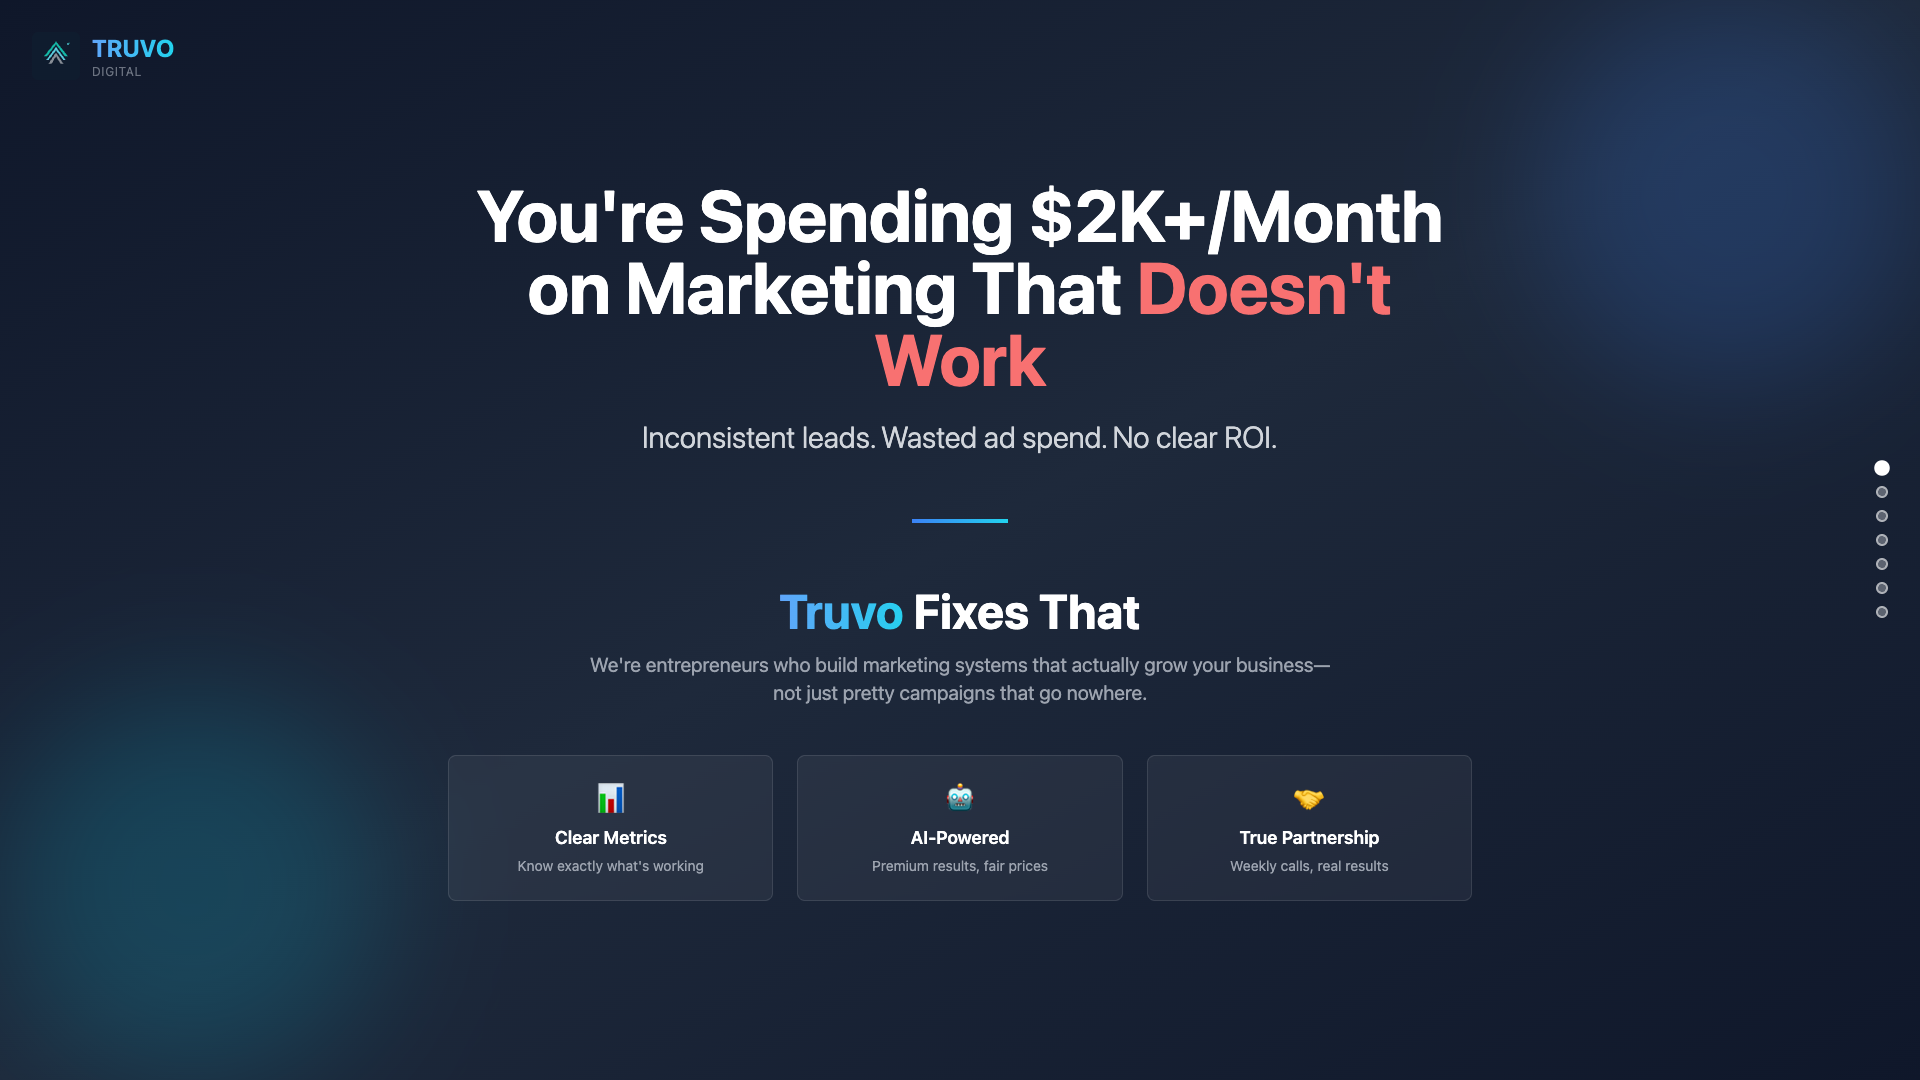 TRUVO
DIGITAL
You're Spending $2K+/Month
on Marketing That Doesn't
Work
Inconsistent leads. Wasted ad spend. No clear ROI.
Truvo Fixes That
We're entrepreneurs who build marketing systems that actually grow your business—
not just pretty campaigns that go nowhere.
Clear Metrics
Know exactly what's working
AI-Powered
Premium results, fair prices
True Partnership
Weekly calls, real results